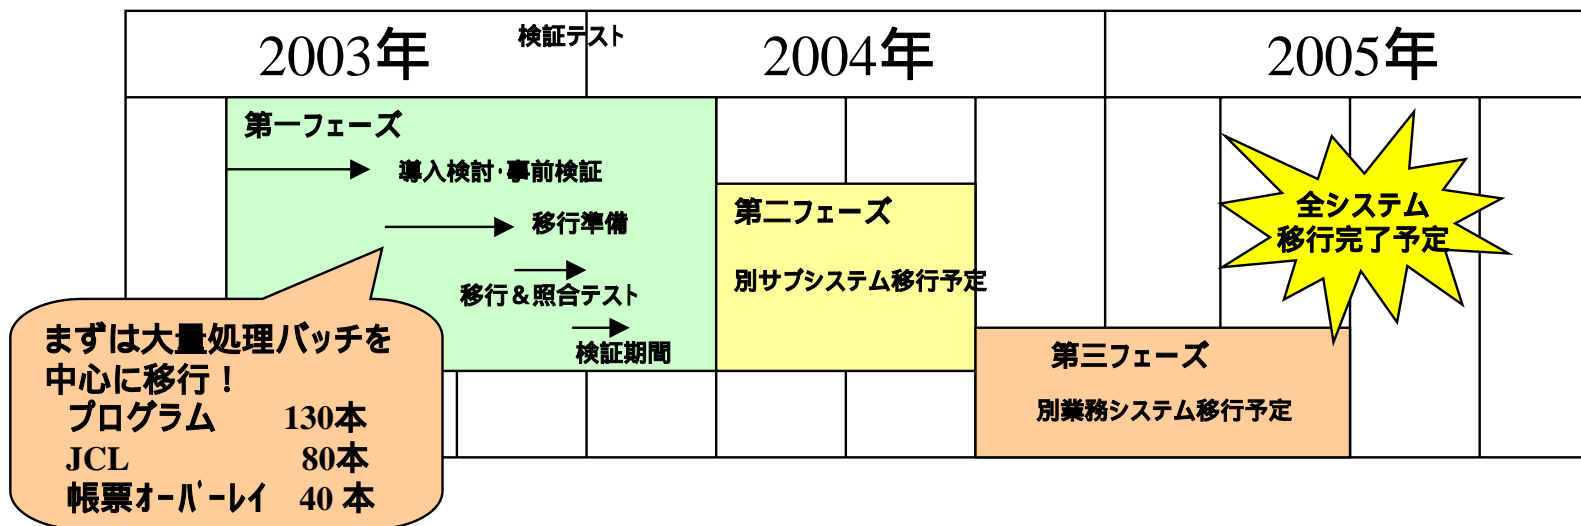 2003年
検証テスト
2004年
2005年
第一フェーズ
導入検討・事前検証
移行準備
移行＆照合テスト
検証期間
第二フェーズ
別サブシステム移行予定
第三フェーズ
別業務システム移行予定
全システム
移行完了予定
まずは大量処理バッチを
中心に移行！
プログラム 130本
JCL 80本
帳票オーバーレイ 40 本